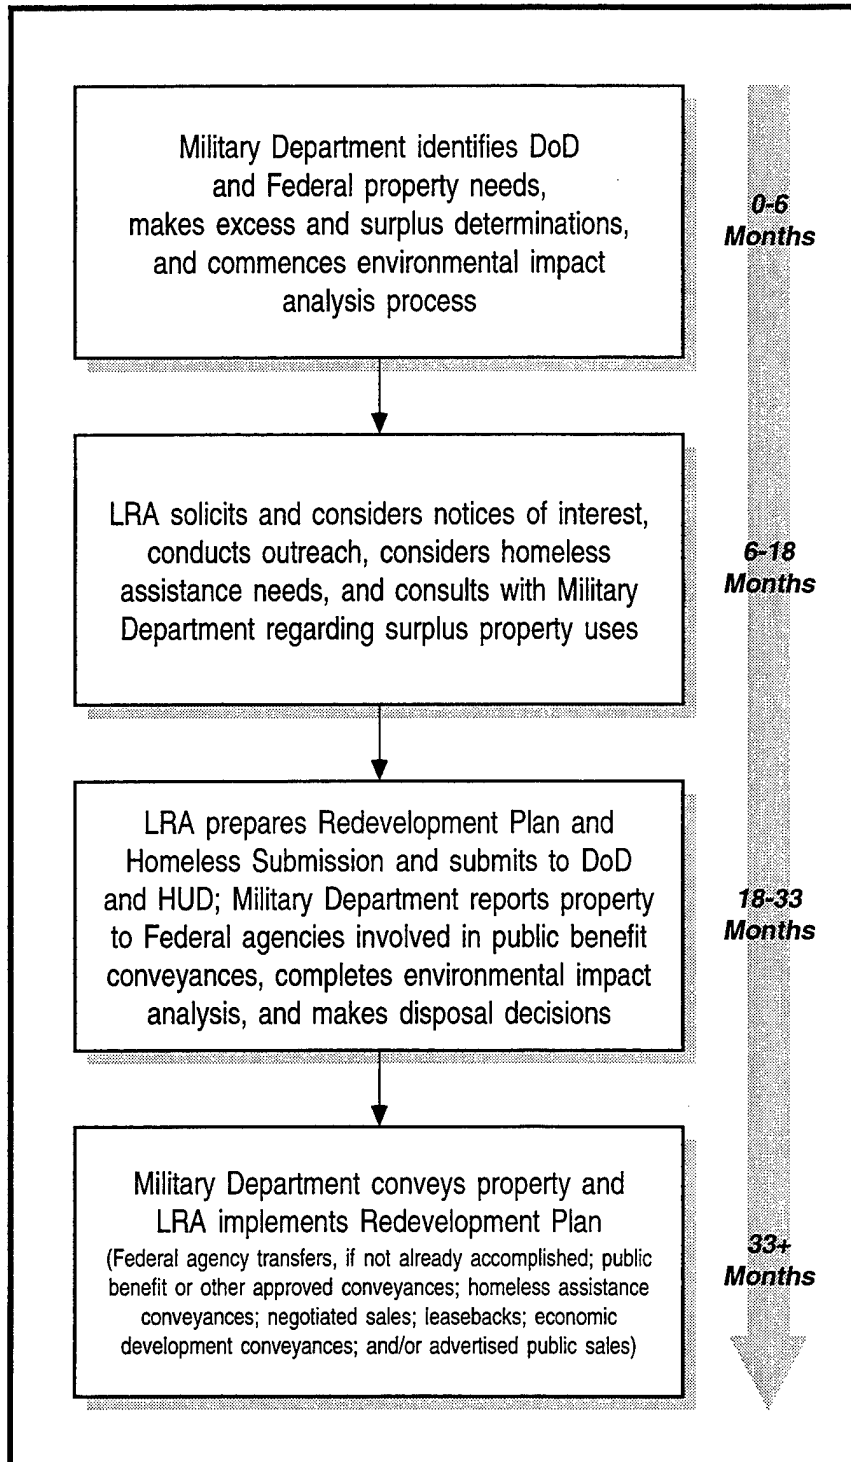 Military Department identifies DoD
and Federal property needs,
makes excess and surplus determinations,
and commences environmental impact
analysis process
0-6
Months
LRA solicits and considers notices of interest,
conducts outreach, considers homeless
assistance needs, and consults with Military
Department regarding surplus property uses
6-18
Months
LRA prepares Redevelopment Plan and
Homeless Submission and submits to DoD
and HUD; Military Department reports property
to Federal agencies involved in public benefit
conveyances, completes environmental impact
analysis, and makes disposal decisions
18-33
Months
Military Department conveys property and
LRA implements Redevelopment Plan
(Federal agency transfers, if not already accomplished; public
benefit or other approved conveyances; homeless assistance
conveyances; negotiated sales; leasebacks; economic
development conveyances; and/or advertised public sales)
33+
Months